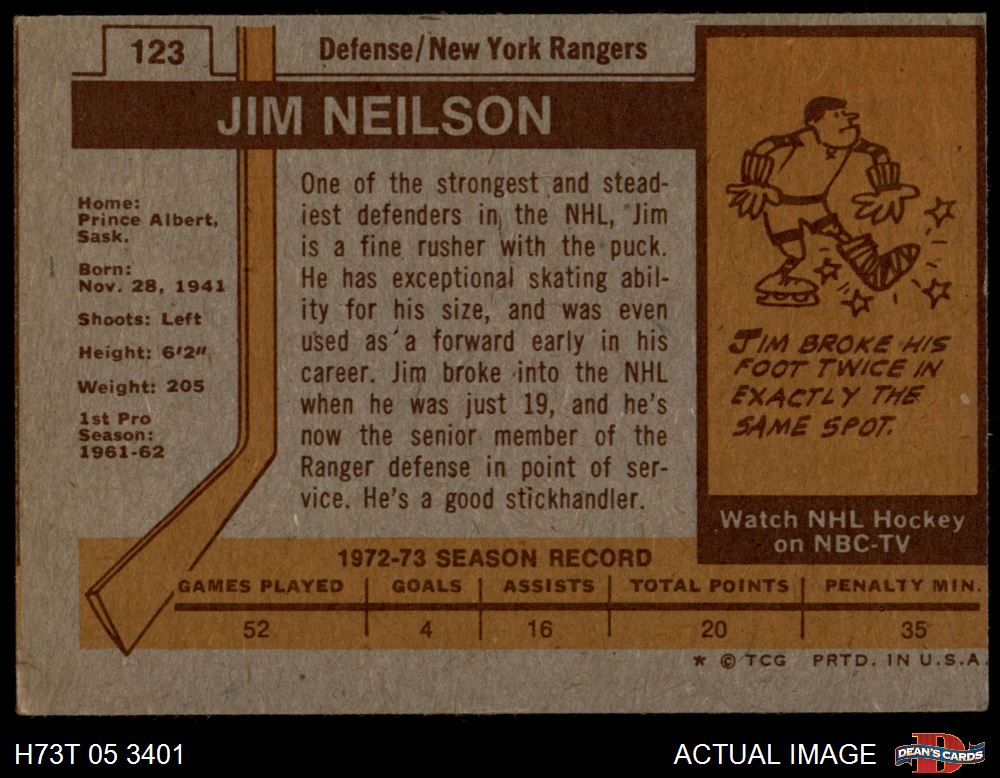 123
Defense/New York Rangers
JIM NEILSON
Home:
Prince Albert,
Sask.
Born:
Nov. 28, 1941
Shoots: Left
Height: 6'2"
Weight: 205
1st Pro
Season:
1961-62
One of the strongest and stead-
iest defenders in the NHL, Jim
is a fine rusher with the puck.
He has exceptional skating abil-
ity for his size, and was even
used as a forward early in his
career. Jim broke into the NHL
when he was just 19, and he's
now the senior member of the
Ranger defense in point of ser-
vice. He's a good stickhandler.
JIM BROKE HIS
FOOT TWICE IN
EXACTLY THE
SAME SPOT.
Watch NHL Hockey
on NBC-TV
1972-73 SEASON RECORD
GAMES PLAYED GOALS ASSISTS TOTAL POINTS PENALTY MIN.
52 4 16 20 35
* © TCG PRTD. IN U.S.A.
H73T 05 3401
ACTUAL IMAGE
DEAN'S CARDS